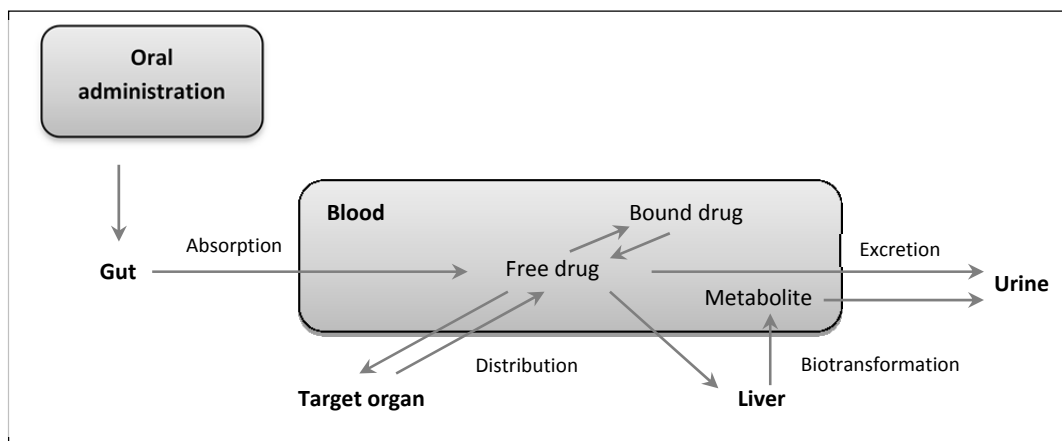 Oral
administration
Blood
Bound drug
Absorption
Excretion
Gut
Free drug
Urine
Metabolite
Distribution
Biotransformation
Target organ
Liver